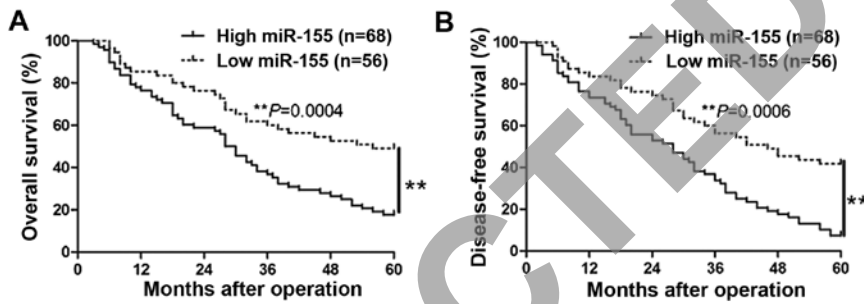 A
High miR-155 (n=68)
Low miR-155 (n=56)
**P=0.0004
**
Overall survival (%)
100
80
60
40
20
0
0 12 24 36 48 60
Months after operation
B
High miR-155 (n=68)
Low miR-155 (n=56)
**P=0.0006
**
Disease-free survival (%)
100
80
60
40
20
0
0 12 24 36 48 60
Months after operation
CTED